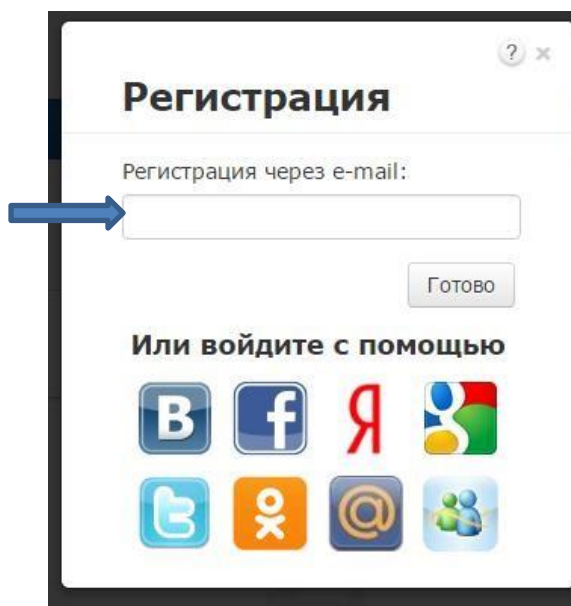 ?
×
Регистрация
Регистрация через e-mail:
Готово
Или войдите с помощью
В f Я g
t @